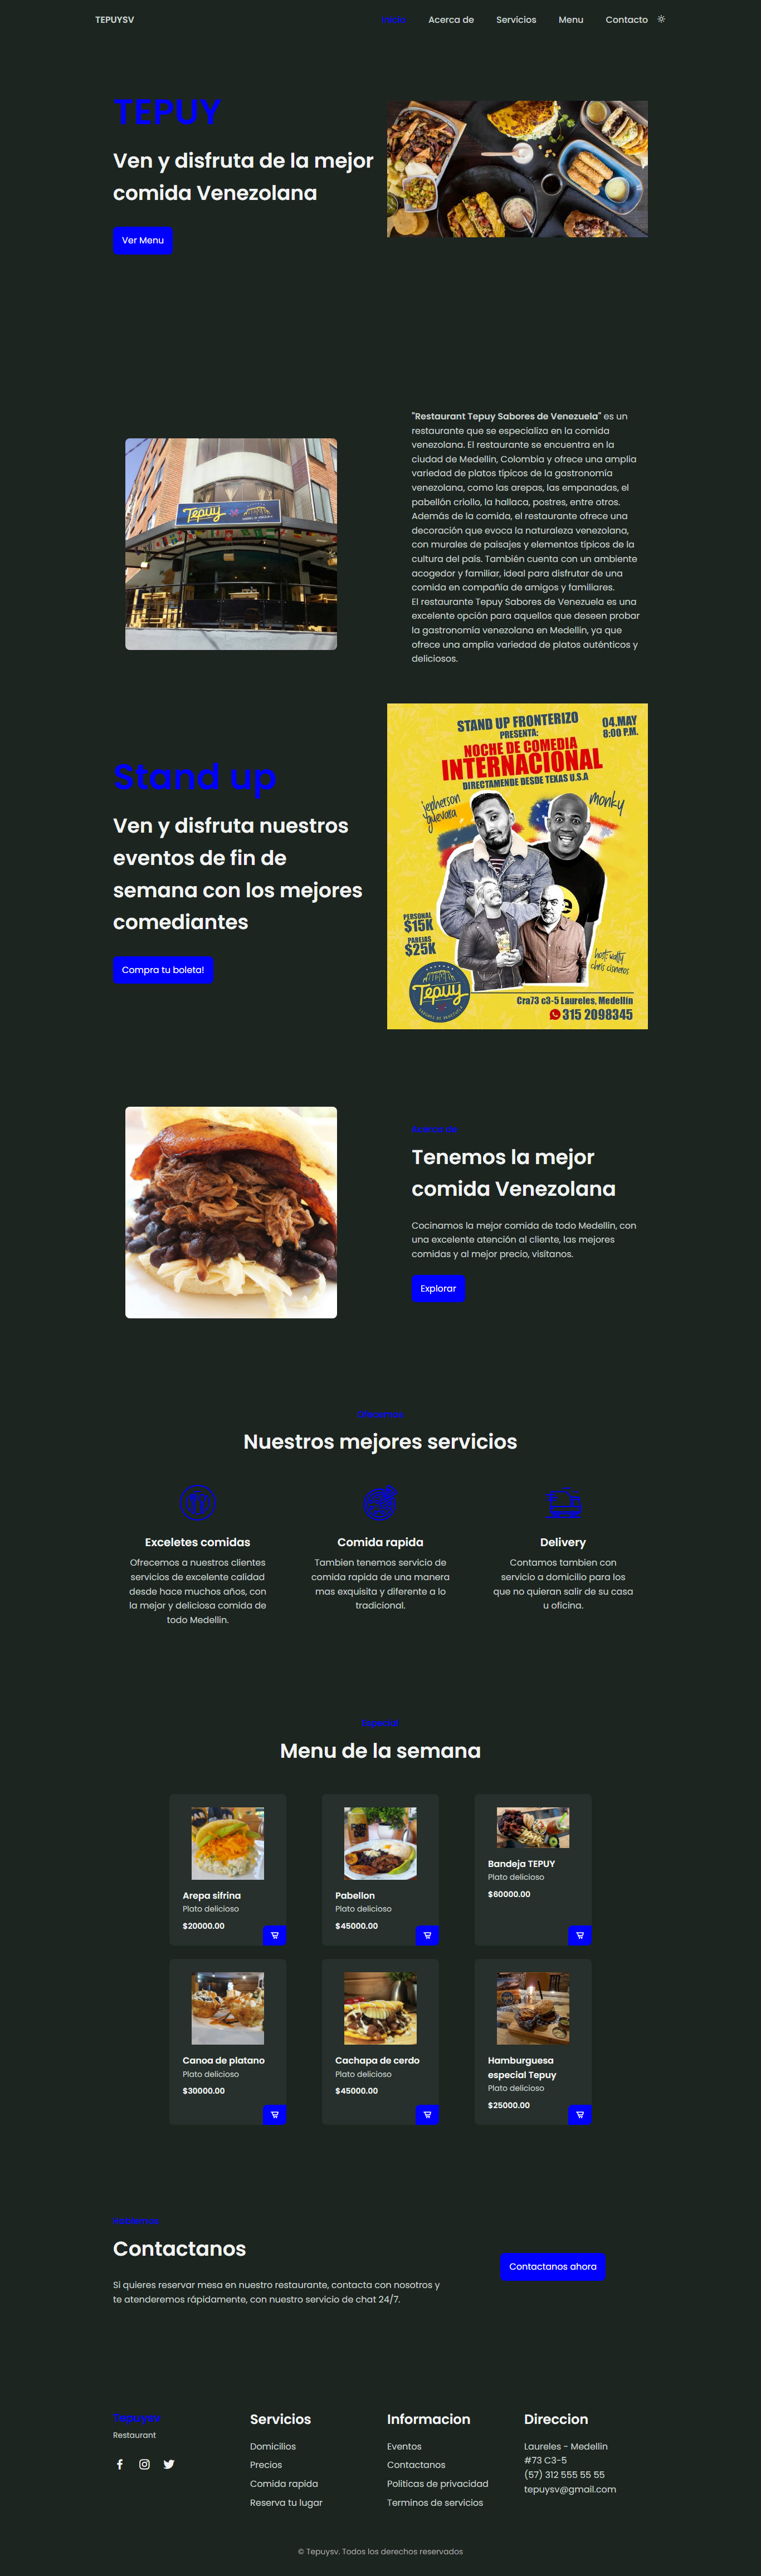 TEPUYSV
Inicio
Acerca de
Servicios
Menu
Contacto
TEPUY
Ven y disfruta de la mejor
comida Venezolana
Ver Menu
Tepuy
"Restaurant Tepuy Sabores de Venezuela" es un
restaurante que se especializa en la comida
venezolana. El restaurante se encuentra en la
ciudad de Medellín, Colombia y ofrece una amplia
variedad de platos típicos de la gastronomía
venezolana, como las arepas, las empanadas, el
pabellón criollo, la hallaca, postres, entre otros.
Además de la comida, el restaurante ofrece una
decoración que evoca la naturaleza venezolana,
con murales de paisajes y elementos típicos de la
cultura del país. También cuenta con un ambiente
acogedor y familiar, ideal para disfrutar de una
comida en compañía de amigos y familiares.
El restaurante Tepuy Sabores de Venezuela es una
excelente opción para aquellos que deseen probar
la gastronomía venezolana en Medellín, ya que
ofrece una amplia variedad de platos auténticos y
deliciosos.
Stand up
Ven y disfruta nuestros
eventos de fin de
semana con los mejores
comediantes
Compra tu boleta!
STAND UP FRONTERIZO
PRESENTA:
04.MAY
8:00 P.M.
NOCHE DE COMEDIA
INTERNACIONAL
DIRECTAMENDE DESDE TEXAS U.S.A
jepherson
guevara
monky
PERSONAL
$15K
PAREJAS
$25K
host: wally
chris cisneros
Tepuy
SABORES DE VENEZUELA
Cra73 c3-5 Laureles, Medellín
315 2098345
Acerca de
Tenemos la mejor
comida Venezolana
Cocinamos la mejor comida de todo Medellín, con
una excelente atención al cliente, las mejores
comidas y al mejor precio, visítanos.
Explorar
Ofrecemos
Nuestros mejores servicios
Exceletes comidas
Ofrecemos a nuestros clientes
servicios de excelente calidad
desde hace muchos años, con
la mejor y deliciosa comida de
todo Medellín.
Comida rapida
Tambien tenemos servicio de
comida rapida de una manera
mas exquisita y diferente a lo
tradicional.
Delivery
Contamos tambien con
servicio a domicilio para los
que no quieran salir de su casa
u oficina.
Menu de la semana
Arepa sifrina
Plato delicioso
$20000.00
Pabellon
Plato delicioso
$45000.00
Bandeja TEPUY
Plato delicioso
$60000.00
Canoa de platano
Plato delicioso
$30000.00
Cachapa de cerdo
Plato delicioso
$45000.00
Hamburguesa
especial Tepuy
Plato delicioso
$25000.00
Contactanos
Si quieres reservar mesa en nuestro restaurante, contacta con nosotros y
te atenderemos rápidamente, con nuestro servicio de chat 24/7.
Contactanos ahora
Tepuysv
Restaurant
Servicios
Domicilios
Precios
Comida rapida
Reserva tu lugar
Informacion
Eventos
Contactanos
Politicas de privacidad
Terminos de servicios
Direccion
Laureles - Medellin
#73 C3-5
(57) 312 555 55 55
tepuysv@gmail.com
© Tepuysv. Todos los derechos reservados